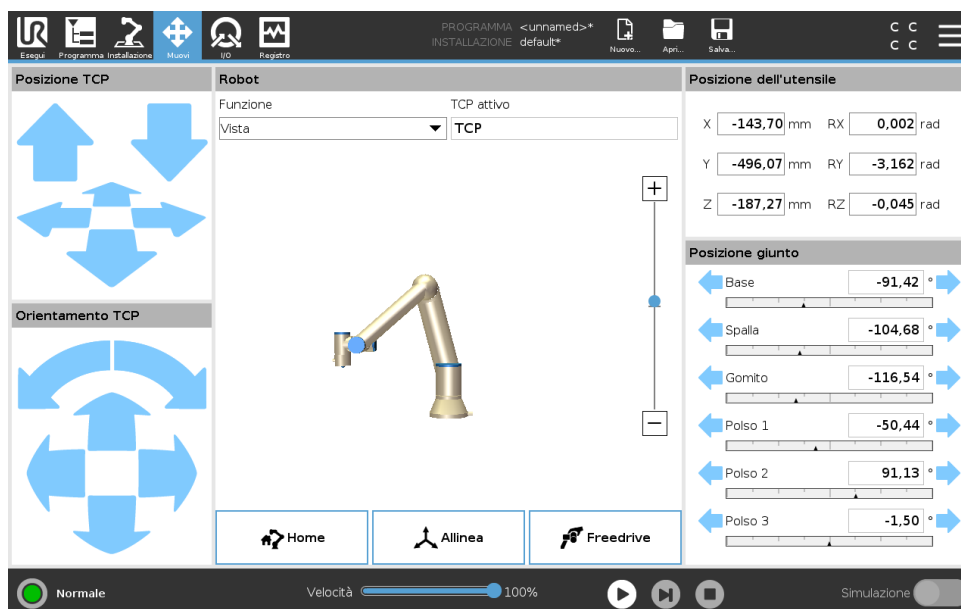 PROGRAMMA <unnamed>*
INSTALLAZIONE default*
Esegui Programma Installazione Muovi I/O Registro Nuovo... Apri... Salva...
C C
C C
Posizione TCP
Robot
Posizione dell'utensile
Funzione
TCP attivo
Vista
TCP
X -143,70 mm RX 0,002 rad
Y -496,07 mm RY -3,162 rad
Z -187,27 mm RZ -0,045 rad
Posizione giunto
Base -91,42 °
Orientamento TCP
Spalla -104,68 °
Gomito -116,54 °
Polso 1 -50,44 °
Polso 2 91,13 °
Polso 3 -1,50 °
Home
Allinea
Freedrive
Normale
Velocità 100%
Simulazione